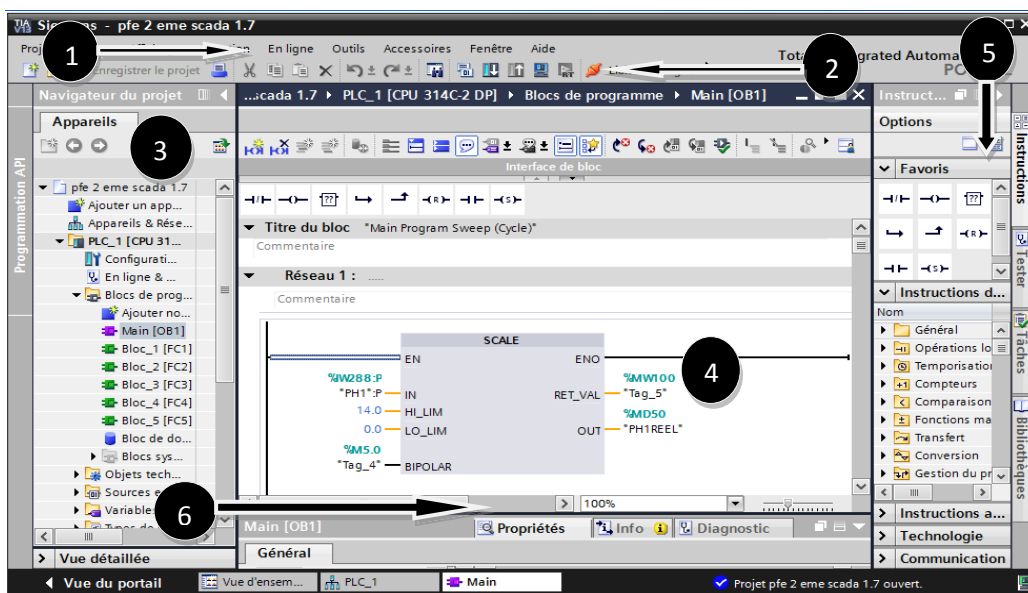 TIA V13 Siemens - pfe 2 eme scada 1.7
1
En ligne Outils Accessoires Fenêtre Aide
Enregistrer le projet
2
5
Navigateur du projet
...cada 1.7 PLC_1 [CPU 314C-2 DP] Blocs de programme Main [OB1]
Instruct...
Appareils
Options
3
Interface de bloc
Programmation API
Instructions
Tester
Tâches
Bibliothèques
pfe 2 eme scada 1.7
Ajouter un app...
Appareils & Rése...
PLC_1 [CPU 31...
Configurati...
En ligne & ...
Blocs de prog...
Ajouter no...
Main [OB1]
Bloc_1 [FC1]
Bloc_2 [FC2]
Bloc_3 [FC3]
Bloc_4 [FC4]
Bloc_5 [FC5]
Bloc de do...
Blocs sys...
Objets tech...
Sources e
Variable
Vue détaillée
⊣/⊢ ⊣○⊢ ?? ⊣(R)⊢ ⊣⊢ ⊣(S)⊢
Titre du bloc "Main Program Sweep (Cycle)"
Commentaire
Réseau 1 : .....
Commentaire
SCALE
EN ENO
%IW288:P
"PH1":P IN
14.0 HI_LIM
0.0 LO_LIM
%M5.0
"Tag_4" BIPOLAR
%MW100
RET_VAL "Tag_5"
%MD50
OUT "PH1REEL"
4
6
100%
Main [OB1]
Propriétés Info Diagnostic
Général
Favoris
⊣/⊢ ⊣○⊢ ??
⊣(R)⊢
⊣⊢ ⊣(S)⊢
Instructions d...
Nom
Général
Opérations lo
Temporisation
Compteurs
Comparaison
Fonctions ma
Transfert
Conversion
Gestion du pr
Instructions a...
Technologie
Communication
Vue du portail
Vue d'ensem...
PLC_1
Main
Projet pfe 2 eme scada 1.7 ouvert.